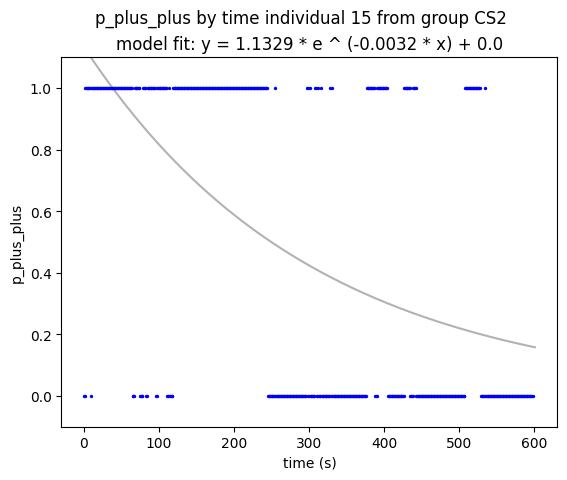 p_plus_plus by time individual 15 from group CS2
model fit: y = 1.1329 * e ^ (-0.0032 * x) + 0.0
1.0
0.8
0.6
0.4
0.2
0.0
p_plus_plus
0 100 200 300 400 500 600
time (s)